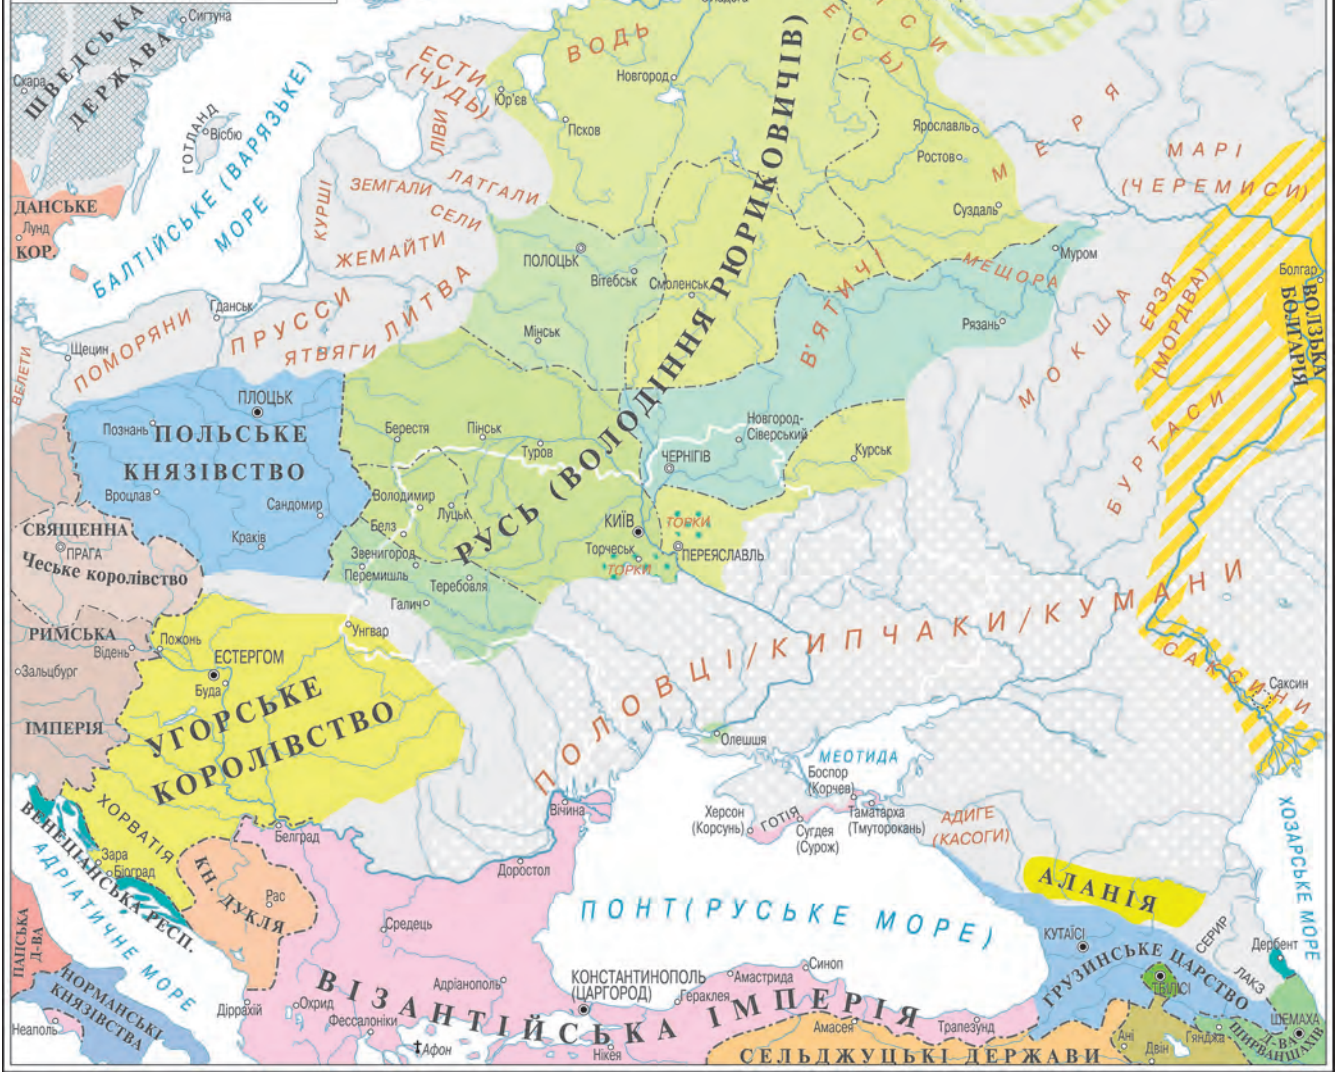 Сигтуна
ШВЕДСЬКА
ДЕРЖАВА
Скара
ГОТЛАНД
Вісбю
БАЛТІЙСЬКЕ (ВАРЯЗЬКЕ)
МОРЕ
ДАНСЬКЕ
Лунд
КОР.
ЕСТИ
(ЧУДЬ)
ЛІВИ
ВОДЬ
Новгород
Юр'єв
Псков
МЕРЯ
Ярославль
Ростов
Суздаль
МАРІ
(ЧЕРЕМИСИ)
КУРШІ
ЗЕМГАЛИ
ЛАТГАЛИ
СЕЛИ
ЖЕМАЙТИ
ЛИТВА
ПРУССИ
ЯТВЯГИ
ПОМОРЯНИ
Гданськ
Щецин
ВЕЛЕТИ
ПОЛОЦЬК
Вітебськ
Смоленськ
Мінськ
В'ЯТИЧІ
МЕЩОРА
Муром
Рязань
МОКША
ЕРЗЯ
(МОРДВА)
БУРТАСИ
Болгар
ВОЛЗЬКА
БОЛГАРІЯ
РУСЬ (ВОЛОДІННЯ РЮРИКОВИЧІВ)
ПЛОЦЬК
Познань
ПОЛЬСЬКЕ
КНЯЗІВСТВО
Вроцлав
Сандомир
Краків
Берестя
Пінськ
Туров
Новгород-
Сіверський
ЧЕРНІГІВ
Курськ
Володимир
Луцьк
Белз
Звенигород
Перемишль
Теребовля
Галич
КИЇВ
Торчеськ
ТОРКИ
ТОРКИ
ПЕРЕЯСЛАВЛЬ
СВЯЩЕННА
ПРАГА
Чеське королівство
РИМСЬКА
Відень
Зальцбург
ІМПЕРІЯ
Пожонь
Унгвар
ЕСТЕРГОМ
Буда
УГОРСЬКЕ
КОРОЛІВСТВО
ПОЛОВЦІ/КИПЧАКИ/КУМАНИ
САКСИНИ
Саксин
Олешшя
МЕОТИДА
Боспор
(Корчев)
Херсон
(Корсунь)
ГОТІЯ
Сугдея
(Сурож)
Таматарха
(Тмуторокань)
АДИГЕ
(КАСОГИ)
ХОЗАРСЬКЕ МОРЕ
ХОРВАТІЯ
ВЕНЕЦІАНСЬКА РЕСП.
Зара
Біоград
АДРІАТИЧНЕ МОРЕ
Белград
КН. ДУКЛЯ
Рас
Вічина
Доростол
Средець
ПОНТ(РУСЬКЕ МОРЕ)
АЛАНІЯ
КУТАЇСІ
ГРУЗИНСЬКЕ ЦАРСТВО
ТБІЛІСІ
СЕРИР
ЛАКЗ
Дербент
ШЕМАХА
Д-ВА
ШИРВАНШАХІВ
Гянджа
Ані
Двін
ПАПСЬКА
Д-ВА
НОРМАНСЬКІ
КНЯЗІВСТВА
Неаполь
Діррахій
Охрид
Фессалоніки
Афон
Адріанополь
КОНСТАНТИНОПОЛЬ
(ЦАРГОРОД)
Нікея
Гераклея
Амастрида
Синоп
Амасея
Трапезунд
ВІЗАНТІЙСЬКА ІМПЕРІЯ
СЕЛЬДЖУЦЬКІ ДЕРЖАВИ